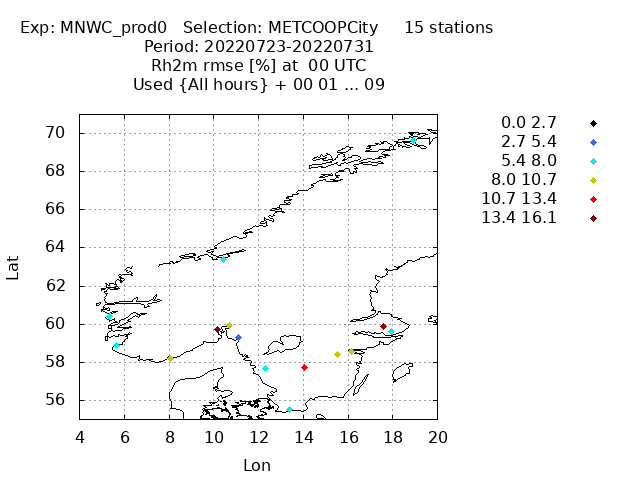 Exp: MNWC_prod0 Selection: METCOOPCity 15 stations
Period: 20220723-20220731
Rh2m rmse [%] at 00 UTC
Used {All hours} + 00 01 ... 09
0.0 2.7
2.7 5.4
5.4 8.0
8.0 10.7
10.7 13.4
13.4 16.1
70
68
66
64
62
60
58
56
Lat
4 6 8 10 12 14 16 18 20
Lon